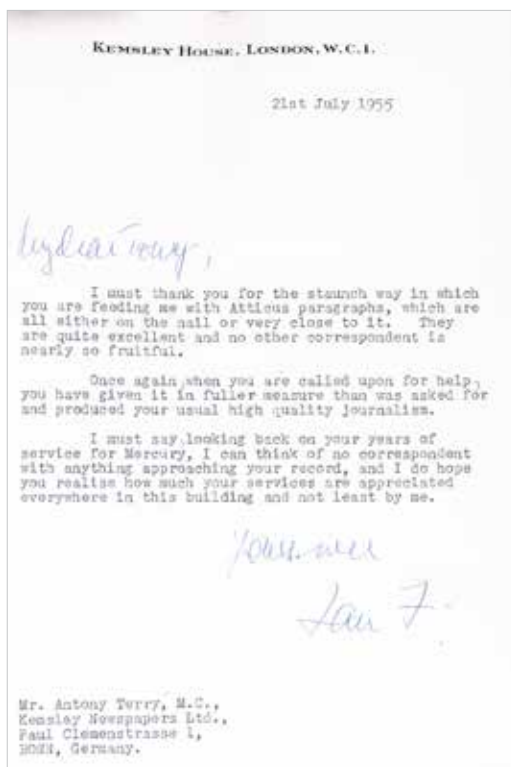 KEMSLEY HOUSE, LONDON, W.C.1.
21st July 1955
My dear Tony,
I must thank you for the staunch way in which
you are feeding me with Atticus paragraphs, which are
all either on the nail or very close to it. They
are quite excellent and no other correspondent is
nearly so fruitful.
Once again, when you are called upon for help,
you have given it in fuller measure than was asked for
and produced your usual high quality journalism.
I must say, looking back on your years of
service for Mercury, I can think of no correspondent
with anything approaching your record, and I do hope
you realise how much your services are appreciated
everywhere in this building and not least by me.
Yours ever
Ian F.
Mr. Antony Terry, M.C.,
Kemsley Newspapers Ltd.,
Paul Clemenstrasse 1,
BONN, Germany.